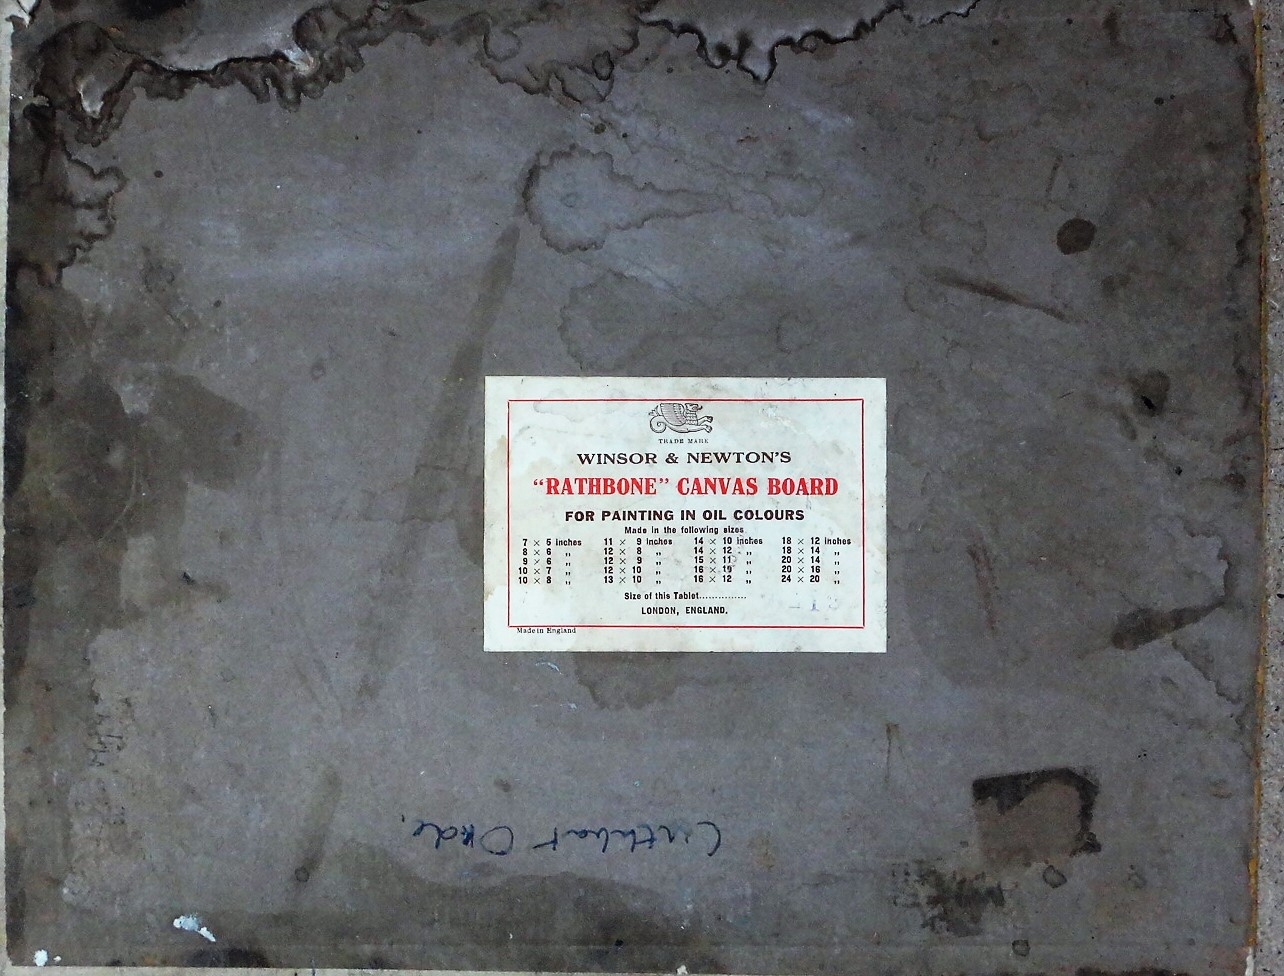 TRADE MARK
WINSOR & NEWTON'S
"RATHBONE" CANVAS BOARD
FOR PAINTING IN OIL COLOURS
Made in the following sizes
7 × 5 inches 11 × 9 inches 14 × 10 inches 18 × 12 inches
8 × 6 „ 12 × 8 „ 14 × 12 „ 18 × 14 „
9 × 6 „ 12 × 9 „ 15 × 11 „ 20 × 14 „
10 × 7 „ 12 × 10 „ 16 × 10 „ 20 × 16 „
10 × 8 „ 13 × 10 „ 16 × 12 „ 24 × 20 „
Size of this Tablet...............
LONDON, ENGLAND.
Made in England
Cuthbert